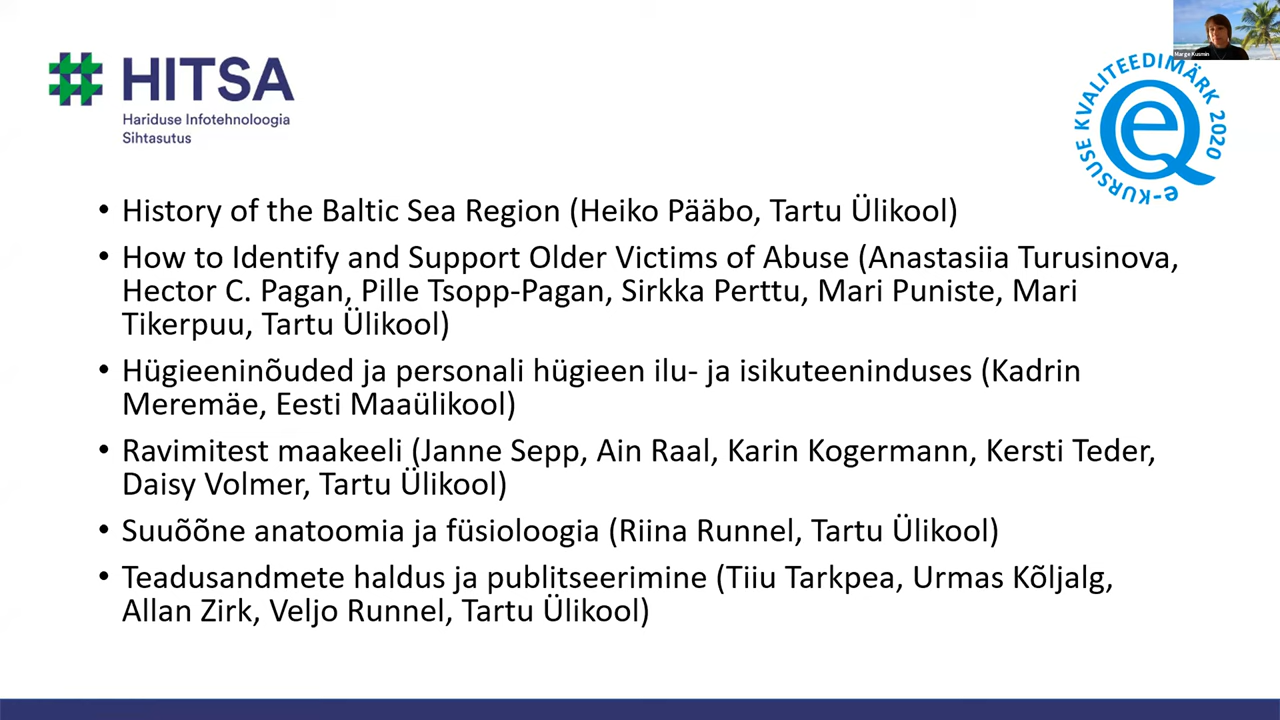 HITSA
Hariduse Infotehnoloogia
Sihtasutus
Marge Kusmin
e-KURSUSE KVALITEEDIMÄRK 2020
eQ
• History of the Baltic Sea Region (Heiko Pääbo, Tartu Ülikool)
• How to Identify and Support Older Victims of Abuse (Anastasiia Turusinova,
Hector C. Pagan, Pille Tsopp-Pagan, Sirkka Perttu, Mari Puniste, Mari
Tikerpuu, Tartu Ülikool)
• Hügieeninõuded ja personali hügieen ilu- ja isikuteeninduses (Kadrin
Meremäe, Eesti Maaülikool)
• Ravimitest maakeeli (Janne Sepp, Ain Raal, Karin Kogermann, Kersti Teder,
Daisy Volmer, Tartu Ülikool)
• Suuõõne anatoomia ja füsioloogia (Riina Runnel, Tartu Ülikool)
• Teadusandmete haldus ja publitseerimine (Tiiu Tarkpea, Urmas Kõljalg,
Allan Zirk, Veljo Runnel, Tartu Ülikool)